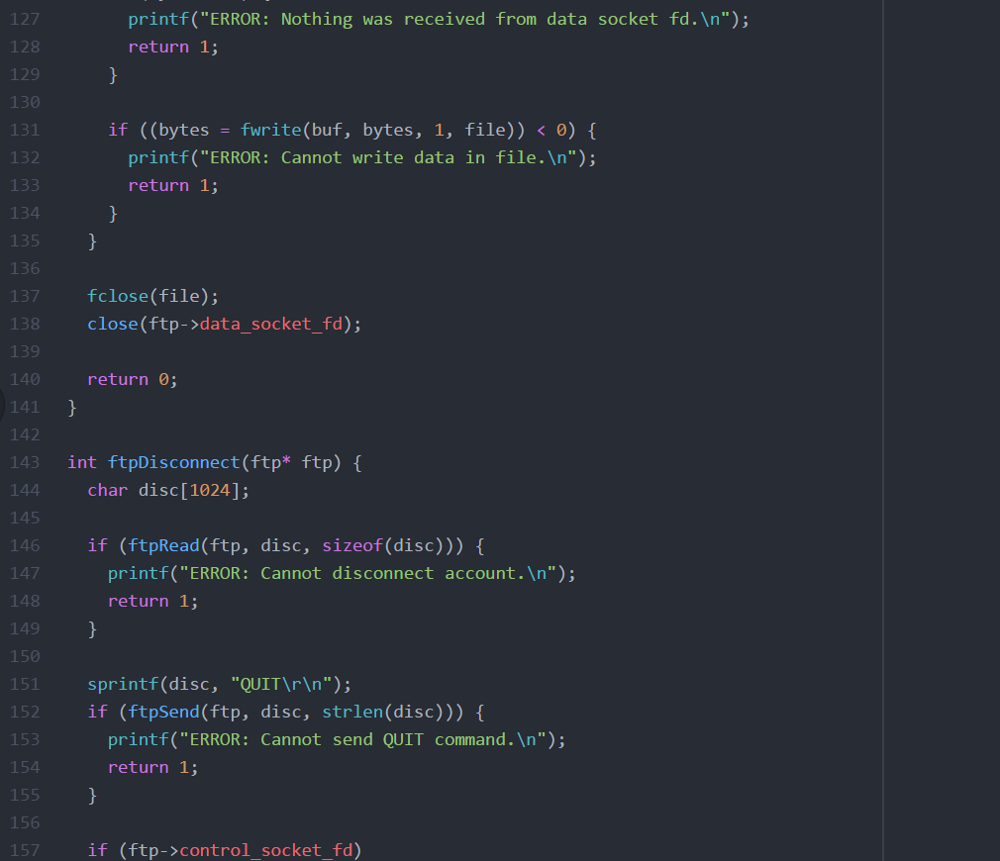 127 printf("ERROR: Nothing was received from data socket fd.\n");
128 return 1;
129 }
130
131 if ((bytes = fwrite(buf, bytes, 1, file)) < 0) {
132 printf("ERROR: Cannot write data in file.\n");
133 return 1;
134 }
135 }
136
137 fclose(file);
138 close(ftp->data_socket_fd);
139
140 return 0;
141 }
142
143 int ftpDisconnect(ftp* ftp) {
144 char disc[1024];
145
146 if (ftpRead(ftp, disc, sizeof(disc))) {
147 printf("ERROR: Cannot disconnect account.\n");
148 return 1;
149 }
150
151 sprintf(disc, "QUIT\r\n");
152 if (ftpSend(ftp, disc, strlen(disc))) {
153 printf("ERROR: Cannot send QUIT command.\n");
154 return 1;
155 }
156
157 if (ftp->control_socket_fd)